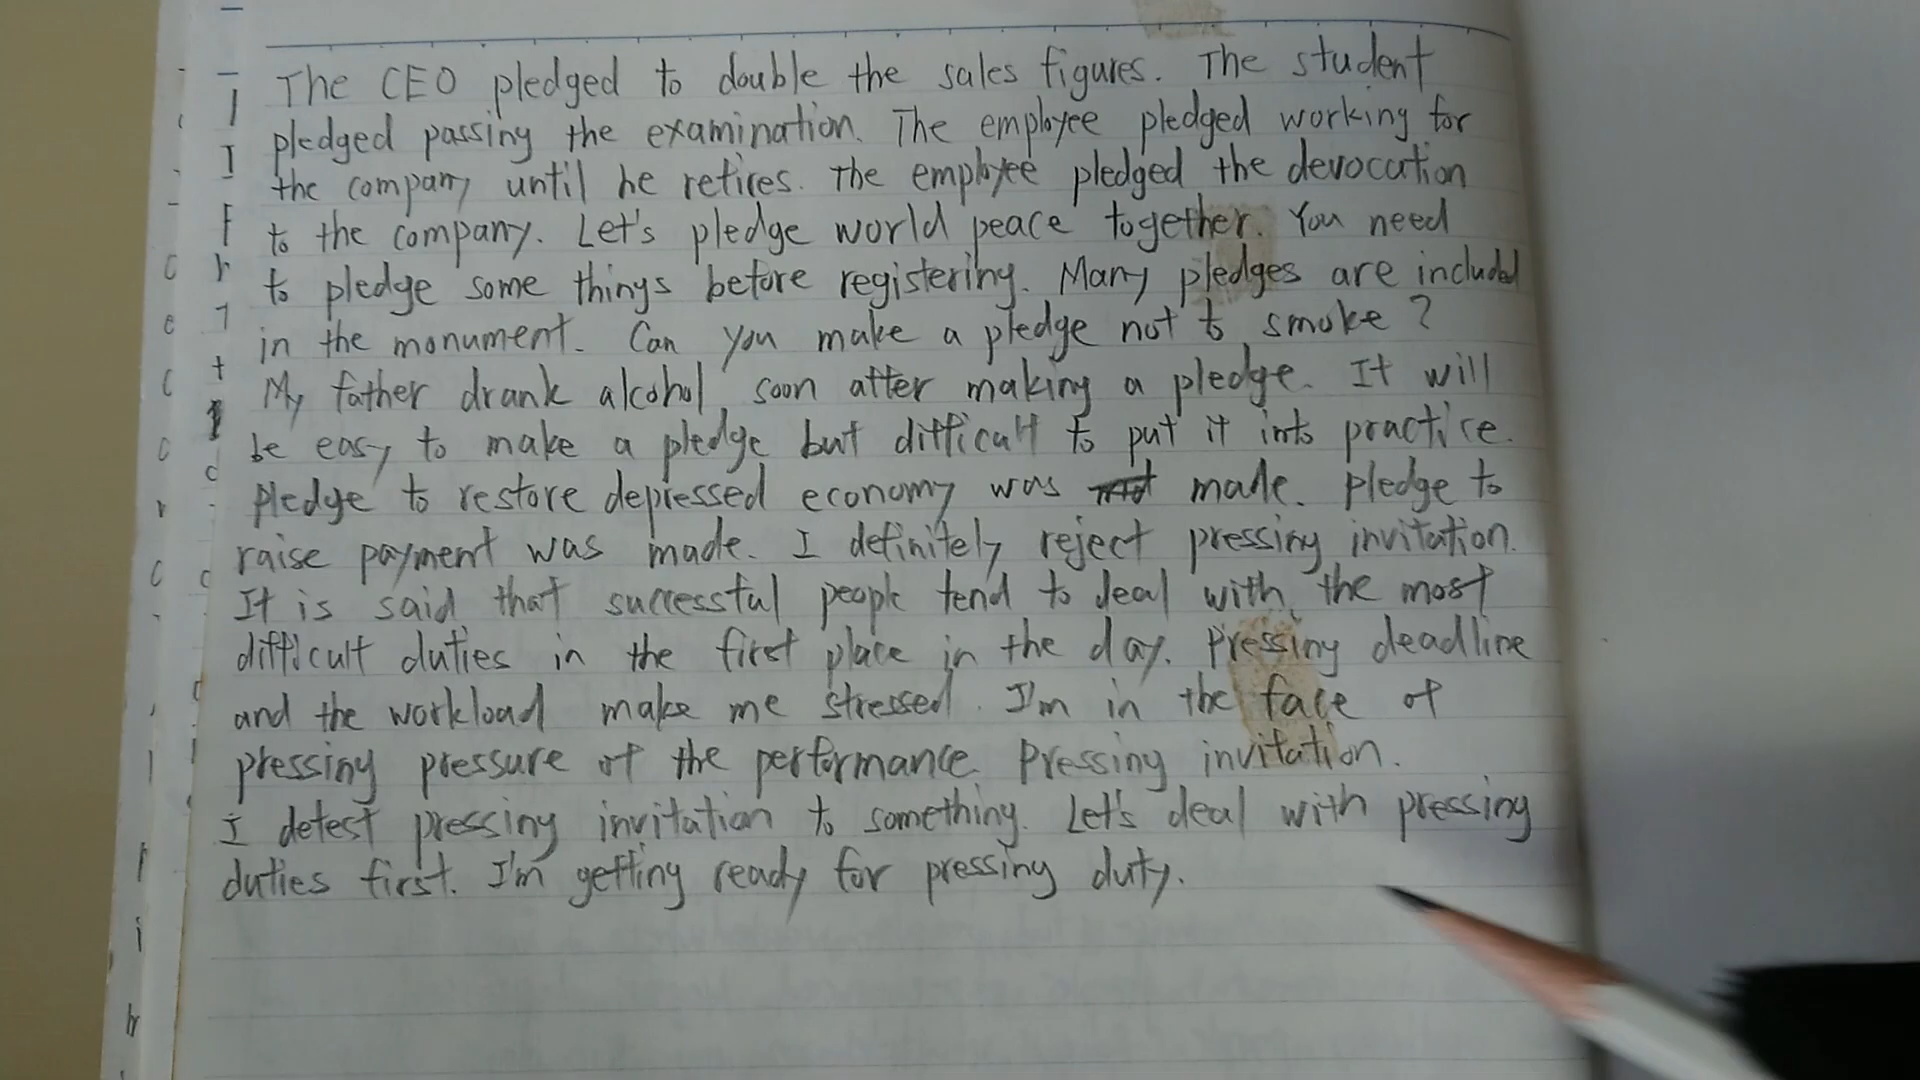 The CEO pledged to double the sales figures. The student
pledged passing the examination. The employee pledged working for
the company until he retires. The employee pledged the devocation
to the company. Let's pledge world peace together. You need
to pledge some things before registering. Many pledges are included
in the monument. Can you make a pledge not to smoke?
My father drank alcohol soon after making a pledge. It will
be easy to make a pledge but difficult to put it into practice.
Pledge to restore depressed economy was made. Pledge to
raise payment was made. I definitely reject pressing invitation.
It is said that successful people tend to deal with the most
difficult duties in the first place in the day. Pressing deadline
and the workload make me stressed. I'm in the face of
pressing pressure of the performance. Pressing invitation.
I detest pressing invitation to something. Let's deal with pressing
duties first. I'm getting ready for pressing duty.